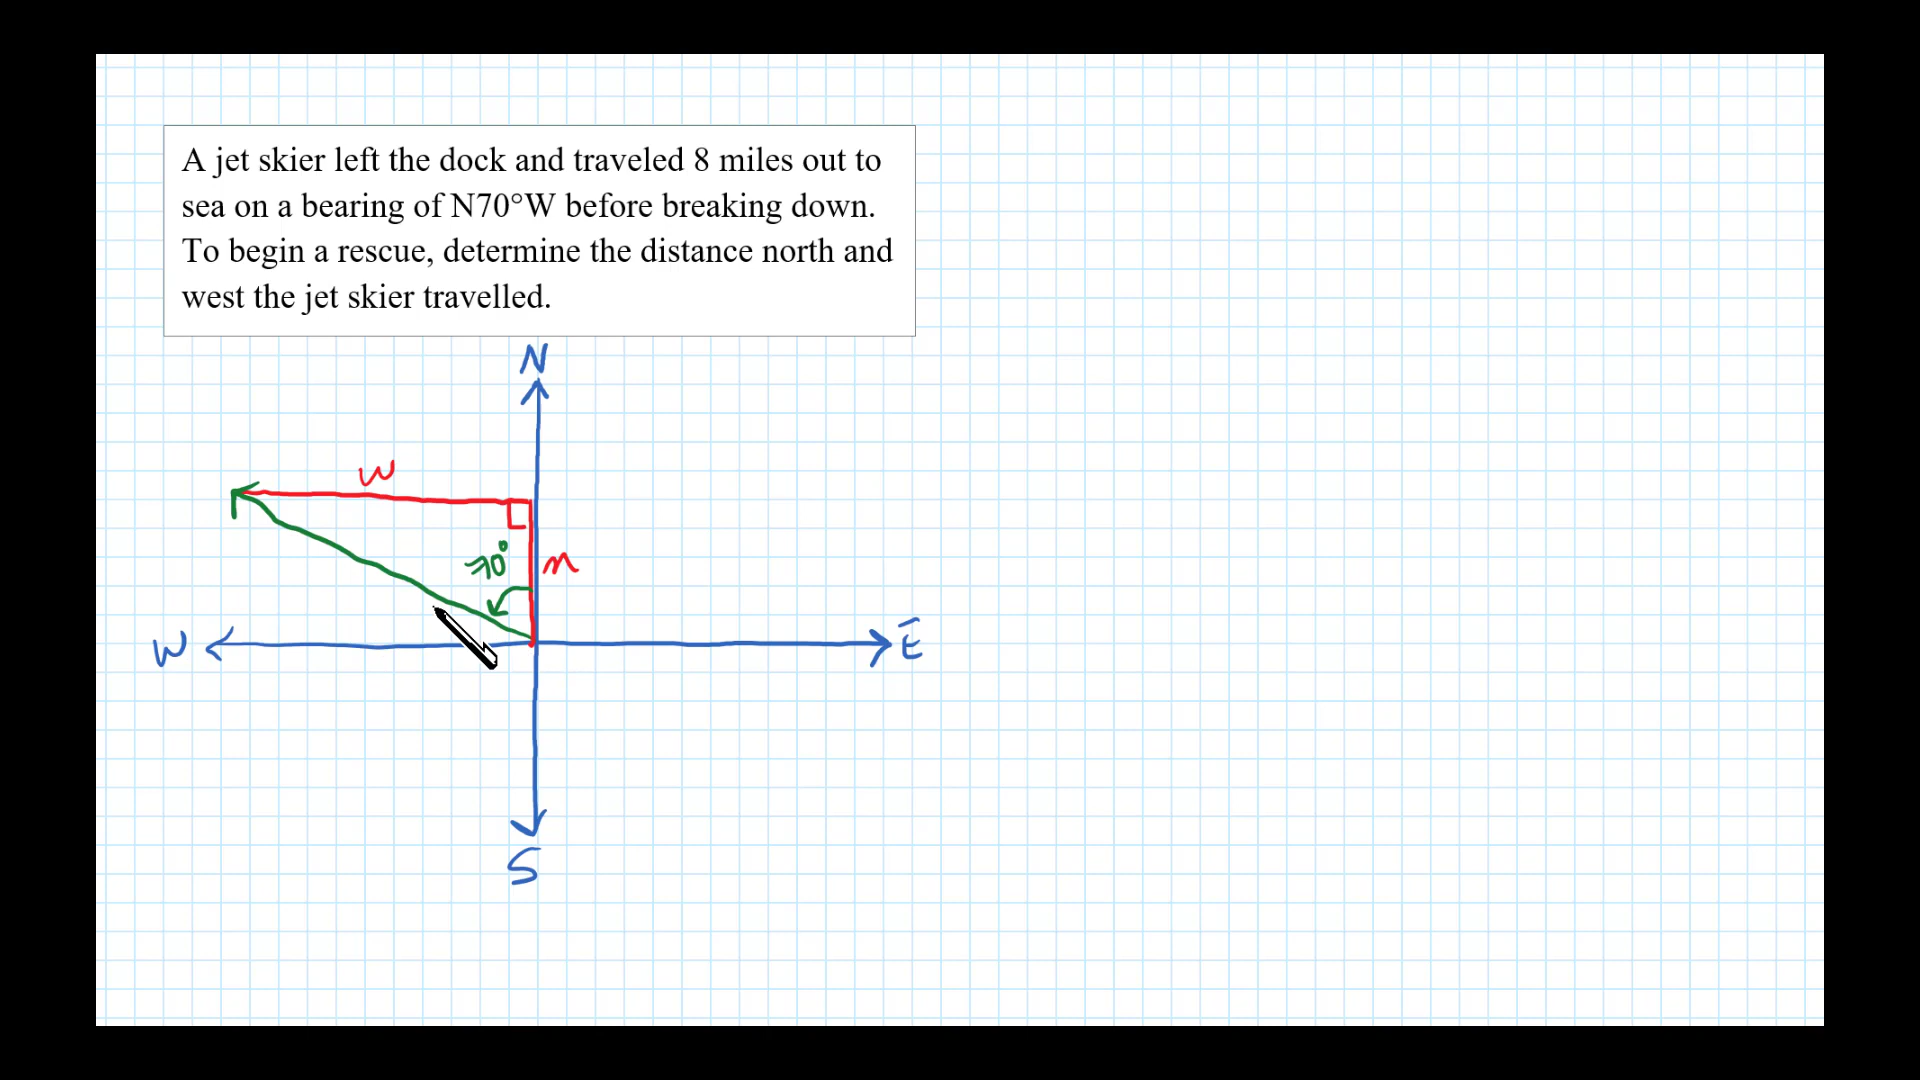 A jet skier left the dock and traveled 8 miles out to
sea on a bearing of N70°W before breaking down.
To begin a rescue, determine the distance north and
west the jet skier travelled.
N
w
70°
n
W
E
S